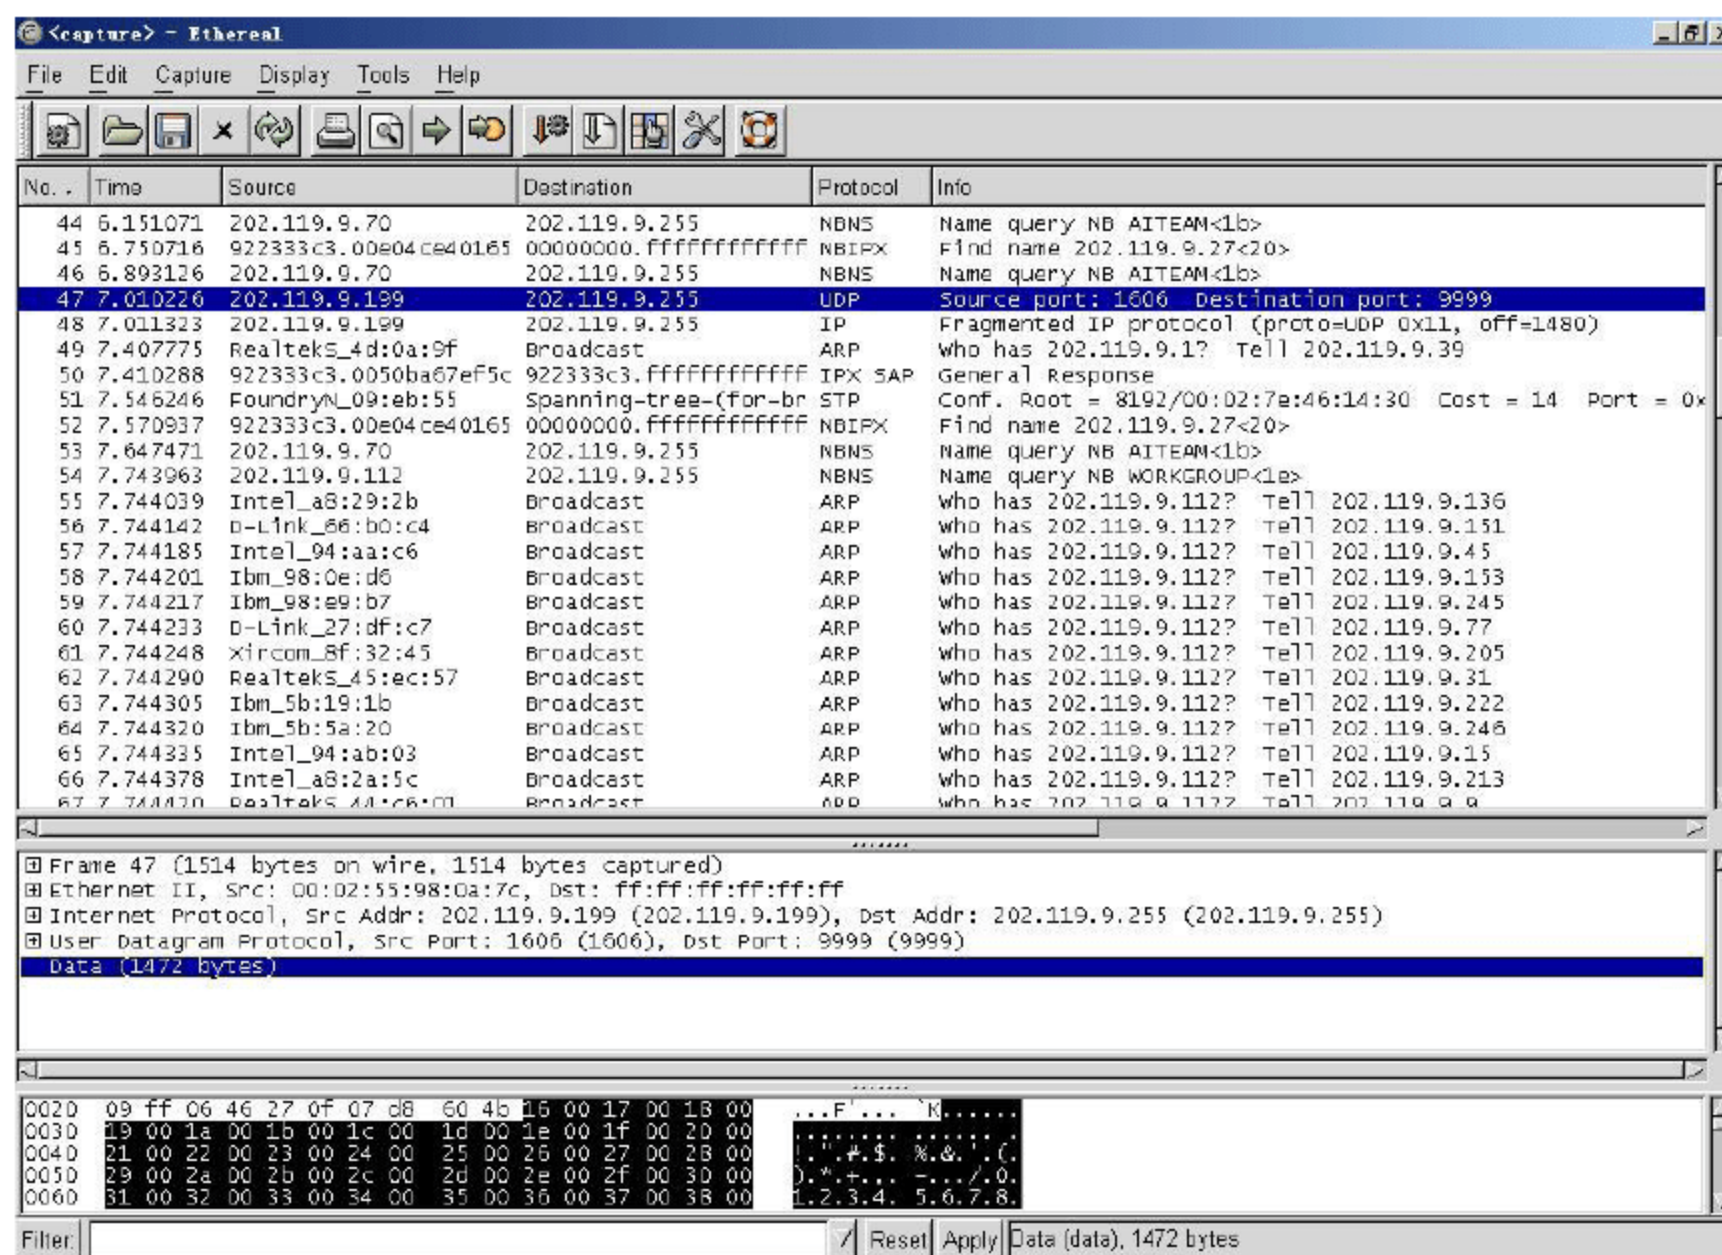 <capture> - Ethereal
File Edit Capture Display Tools Help
No. . Time Source Destination Protocol Info
44 6.151071 202.119.9.70 202.119.9.255 NBNS Name query NB AITEAM<1b>
45 6.750716 922333c3.00e04ce40165 00000000.ffffffffffff NBIPX Find name 202.119.9.27<20>
46 6.893126 202.119.9.70 202.119.9.255 NBNS Name query NB AITEAM<1b>
47 7.010226 202.119.9.199 202.119.9.255 UDP Source port: 1606 Destination port: 9999
48 7.011323 202.119.9.199 202.119.9.255 IP Fragmented IP protocol (proto=UDP 0x11, off=1480)
49 7.407775 RealtekS_4d:0a:9f Broadcast ARP Who has 202.119.9.1? Tell 202.119.9.39
50 7.410288 922333c3.0050ba67ef5c 922333c3.ffffffffffff IPX SAP General Response
51 7.546246 FoundryN_09:eb:55 Spanning-tree-(for-br STP Conf. Root = 8192/00:02:7e:46:14:30 Cost = 14 Port = 0x
52 7.570937 922333c3.00e04ce40165 00000000.ffffffffffff NBIPX Find name 202.119.9.27<20>
53 7.647471 202.119.9.70 202.119.9.255 NBNS Name query NB AITEAM<1b>
54 7.743963 202.119.9.112 202.119.9.255 NBNS Name query NB WORKGROUP<1e>
55 7.744039 Intel_a8:29:2b Broadcast ARP Who has 202.119.9.112? Tell 202.119.9.136
56 7.744142 D-Link_66:b0:c4 Broadcast ARP Who has 202.119.9.112? Tell 202.119.9.151
57 7.744185 Intel_94:aa:c6 Broadcast ARP Who has 202.119.9.112? Tell 202.119.9.45
58 7.744201 Ibm_98:0e:d6 Broadcast ARP Who has 202.119.9.112? Tell 202.119.9.153
59 7.744217 Ibm_98:e9:b7 Broadcast ARP Who has 202.119.9.112? Tell 202.119.9.245
60 7.744233 D-Link_27:df:c7 Broadcast ARP Who has 202.119.9.112? Tell 202.119.9.77
61 7.744248 Xircom_8f:32:45 Broadcast ARP Who has 202.119.9.112? Tell 202.119.9.205
62 7.744290 RealtekS_45:ec:57 Broadcast ARP Who has 202.119.9.112? Tell 202.119.9.31
63 7.744305 Ibm_5b:19:1b Broadcast ARP Who has 202.119.9.112? Tell 202.119.9.222
64 7.744320 Ibm_5b:5a:20 Broadcast ARP Who has 202.119.9.112? Tell 202.119.9.246
65 7.744335 Intel_94:ab:03 Broadcast ARP Who has 202.119.9.112? Tell 202.119.9.15
66 7.744378 Intel_a8:2a:5c Broadcast ARP Who has 202.119.9.112? Tell 202.119.9.213
67 7.744420 RealtekS_44:c6:01 Broadcast ARP Who has 202.119.9.112? Tell 202.119.9.9
Frame 47 (1514 bytes on wire, 1514 bytes captured)
Ethernet II, Src: 00:02:55:98:0a:7c, Dst: ff:ff:ff:ff:ff:ff
Internet Protocol, Src Addr: 202.119.9.199 (202.119.9.199), Dst Addr: 202.119.9.255 (202.119.9.255)
User Datagram Protocol, Src Port: 1606 (1606), Dst Port: 9999 (9999)
Data (1472 bytes)
0020 09 ff 06 46 27 0f 07 d8 60 4b 16 00 17 00 18 00 ...F'... `K......
0030 19 00 1a 00 1b 00 1c 00 1d 00 1e 00 1f 00 20 00 ........ ...... .
0040 21 00 22 00 23 00 24 00 25 00 26 00 27 00 28 00 !.".#.$. %.&.'.(.
0050 29 00 2a 00 2b 00 2c 00 2d 00 2e 00 2f 00 30 00 ).*.+.,. -.../.0.
0060 31 00 32 00 33 00 34 00 35 00 36 00 37 00 38 00 1.2.3.4. 5.6.7.8.
Filter: Reset Apply Data (data), 1472 bytes